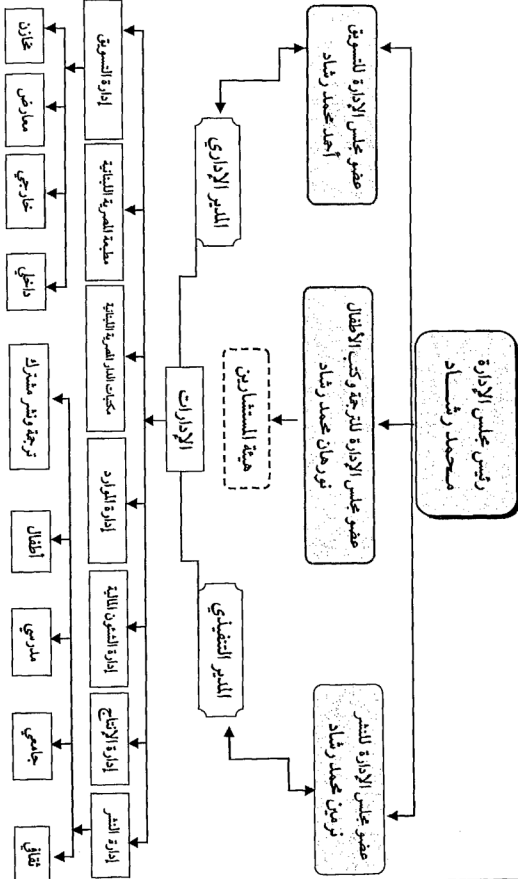 رئيس مجلس الإدارة
محمد رشاد
عضو مجلس الإدارة للنشر
نرمين محمد رشاد
عضو مجلس الإدارة للترجمة وكتب الأطفال
نورهان محمد رشاد
عضو مجلس الإدارة للتسويق
أحمد محمد رشاد
هيئة المستشارين
المدير التنفيذي
المدير الإداري
الإدارات
إدارة النشر
إدارة الإنتاج
إدارة الشئون المالية
إدارة الموارد
مكتبات الدار المصرية اللبنانية
مطبعة المصرية اللبنانية
إدارة التسويق
ثقافي
جامعي
مدرسي
أطفال
ترجمة ونشر مشترك
داخلي
خارجي
معارض
مخازن